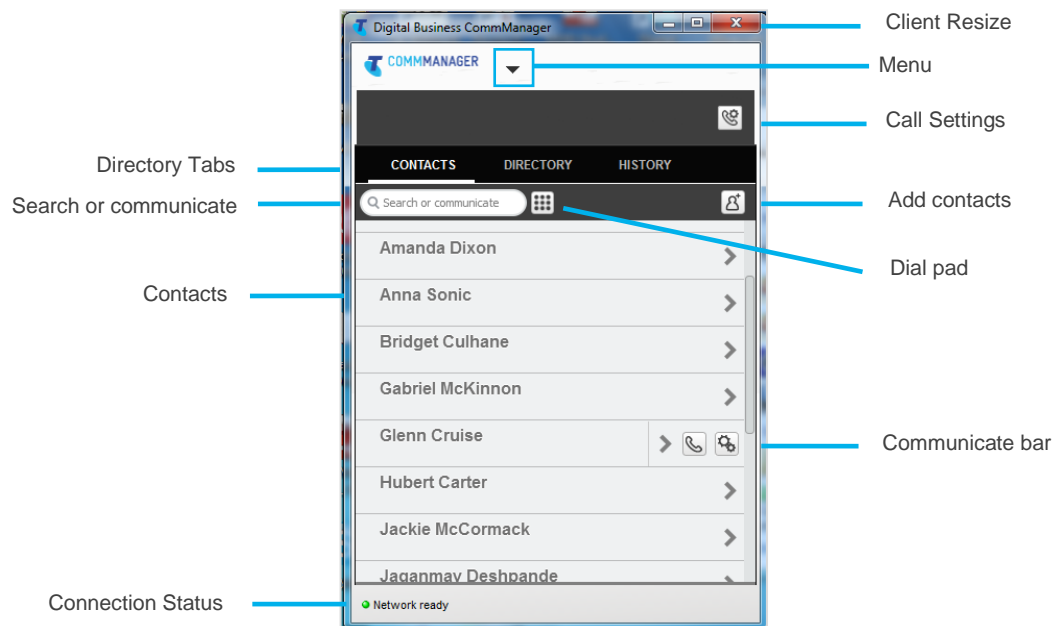 Digital Business CommManager
Client Resize
COMMMANAGER
Menu
Call Settings
Directory Tabs
CONTACTS DIRECTORY HISTORY
Search or communicate
Search or communicate
Add contacts
Amanda Dixon
Dial pad
Contacts
Anna Sonic
Bridget Culhane
Gabriel McKinnon
Glenn Cruise
Communicate bar
Hubert Carter
Jackie McCormack
Jaganmay Deshpande
Connection Status
Network ready